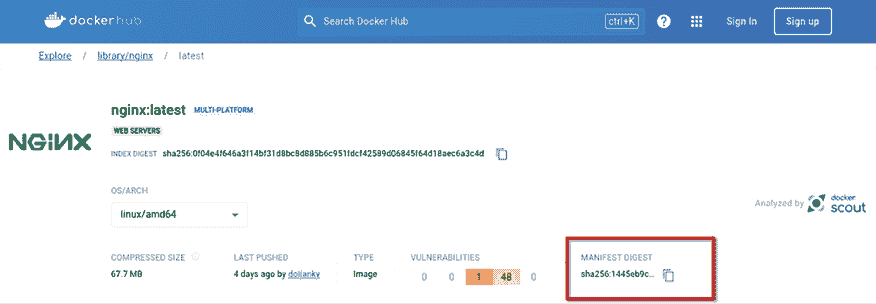 dockerhub
Search Docker Hub
ctrl+K
?
Sign In
Sign up
Explore / library/nginx / latest
NGINX
nginx:latest MULTI-PLATFORM
WEB SERVERS
INDEX DIGEST sha256:0f04e4f646a3f14bf31d8bc8d885b6c951fdcf42589d06845f64d18aec6a3c4d
OS/ARCH
linux/amd64
Analyzed by docker scout
COMPRESSED SIZE
67.7 MB
LAST PUSHED
4 days ago by doijanky
TYPE
Image
VULNERABILITIES
0 0 1 48 0
MANIFEST DIGEST
sha256:1445eb9c...